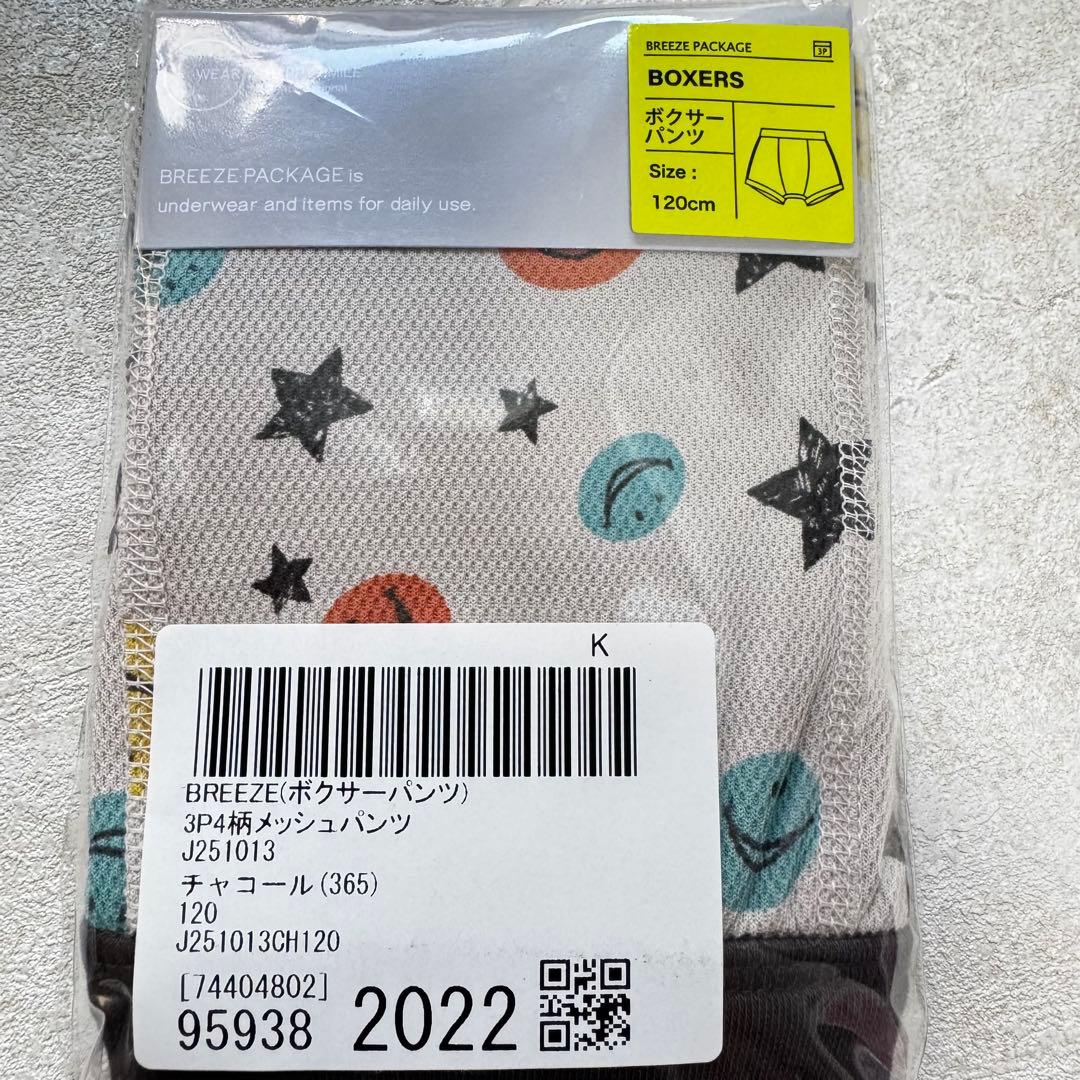 WEAR
SMILE
BREEZE PACKAGE is
underwear and items for daily use.
BREEZE PACKAGE
3P
BOXERS
ボクサー
パンツ
Size :
120cm
K
BREEZE(ボクサーパンツ)
3P4柄メッシュパンツ
J251013
チャコール(365)
120
J251013CH120
[74404802]
95938 2022